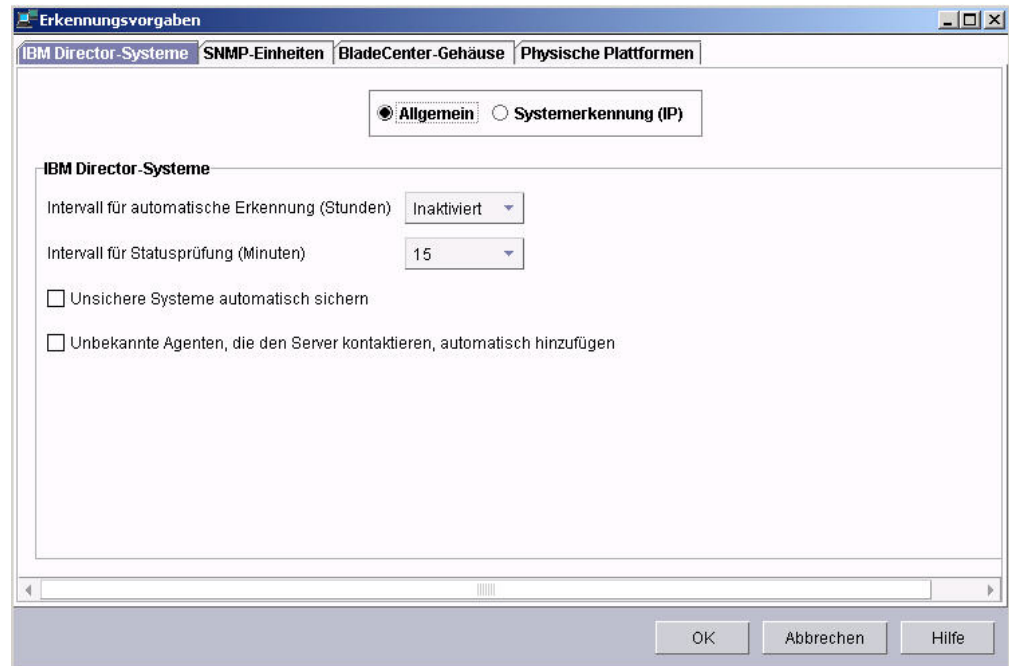 Erkennungsvorgaben
IBM Director-Systeme SNMP-Einheiten BladeCenter-Gehäuse Physische Plattformen
Allgemein Systemerkennung (IP)
IBM Director-Systeme
Intervall für automatische Erkennung (Stunden) Inaktiviert
Intervall für Statusprüfung (Minuten) 15
Unsichere Systeme automatisch sichern
Unbekannte Agenten, die den Server kontaktieren, automatisch hinzufügen
OK Abbrechen Hilfe